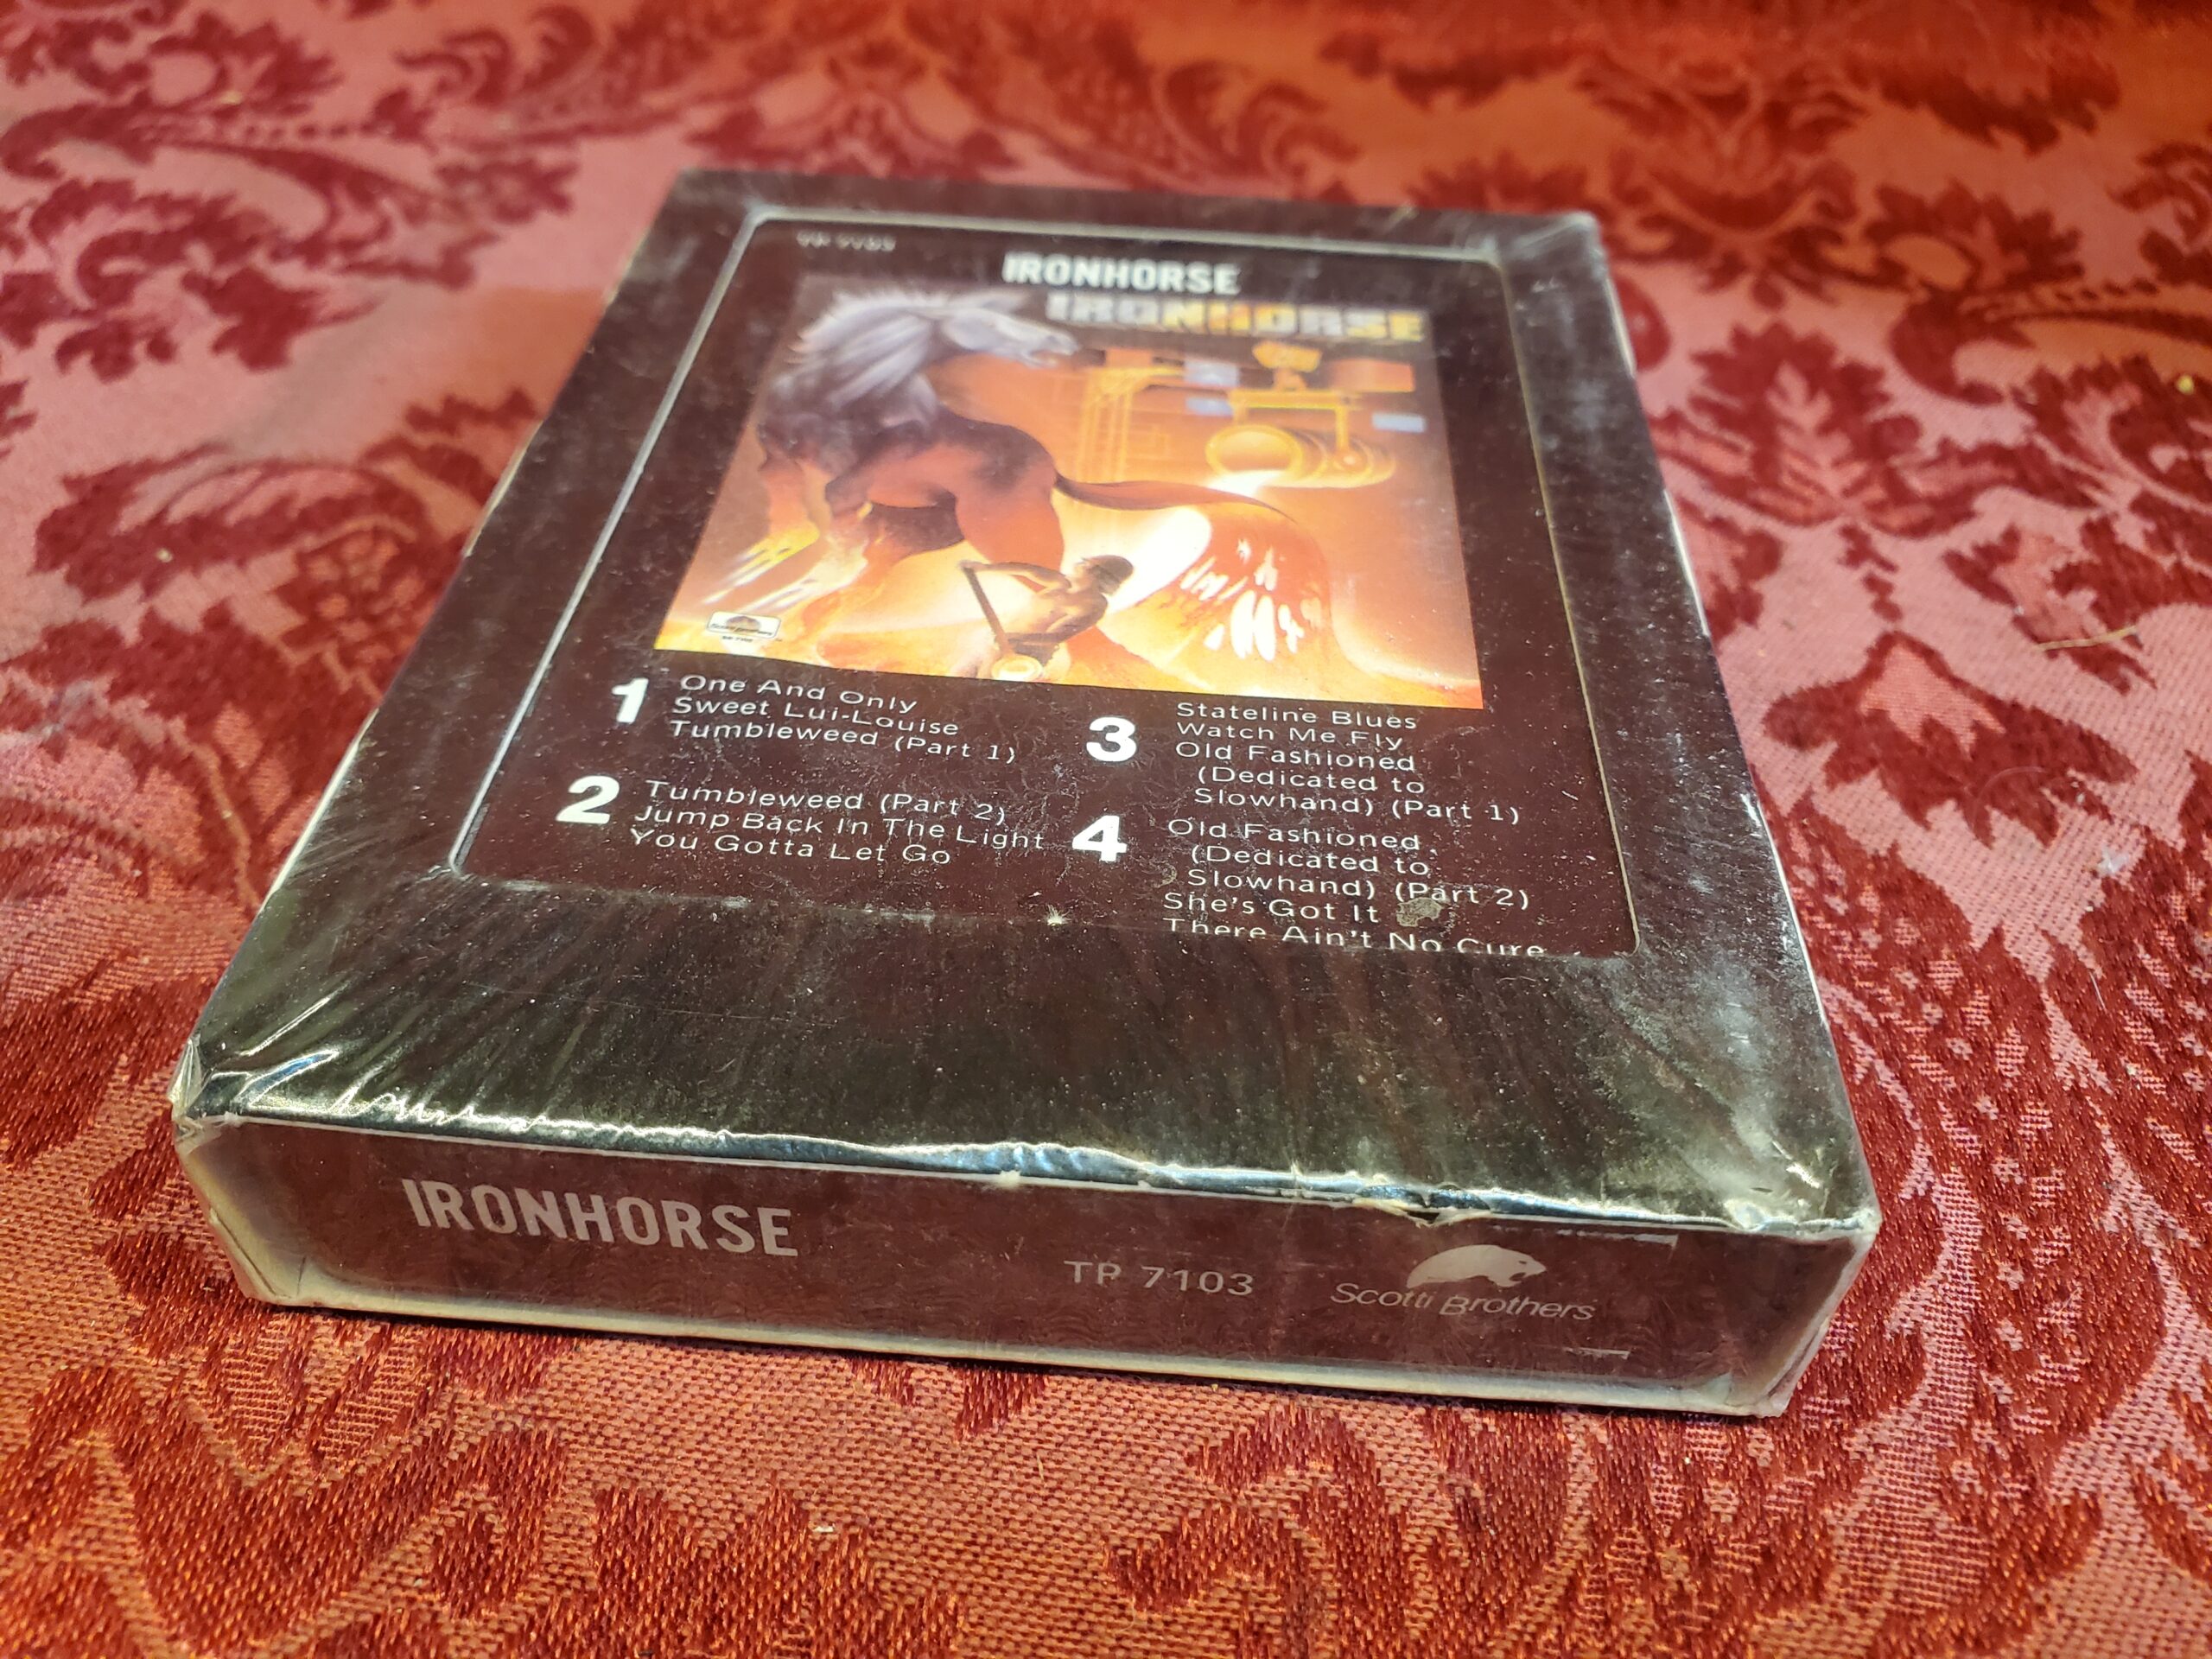 TP 7103
IRONHORSE
IRONHORSE
1 One And Only
Sweet Lui-Louise
Tumbleweed (Part 1)
2 Tumbleweed (Part 2)
Jump Back In The Light
You Gotta Let Go
3 Stateline Blues
Watch Me Fly
Old Fashioned
(Dedicated to
Slowhand) (Part 1)
4 Old Fashioned
(Dedicated to
Slowhand) (Part 2)
She's Got It
There Ain't No Cure
IRONHORSE
TP 7103
Scotti Brothers